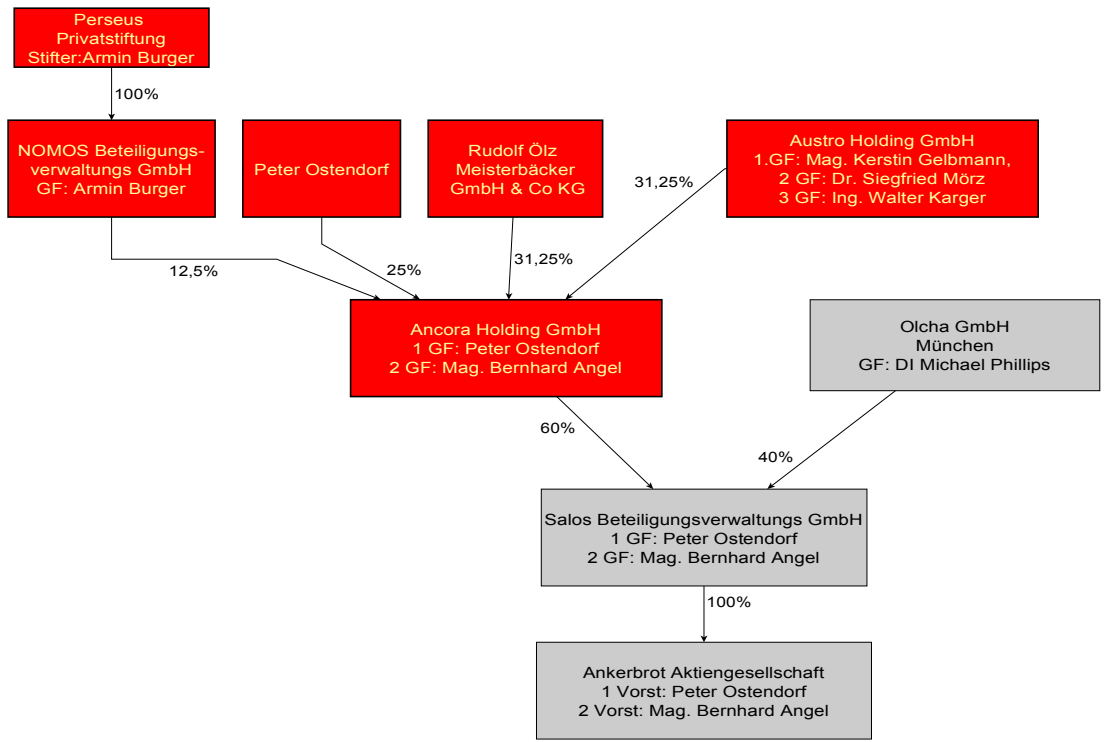 Perseus
Privatstiftung
Stifter:Armin Burger
100%
NOMOS Beteiligungs-
verwaltungs GmbH
GF: Armin Burger
Peter Ostendorf
Rudolf Ölz
Meisterbäcker
GmbH & Co KG
Austro Holding GmbH
1.GF: Mag. Kerstin Gelbmann,
2 GF: Dr. Siegfried Mörz
3 GF: Ing. Walter Karger
12,5%
25%
31,25%
31,25%
Ancora Holding GmbH
1 GF: Peter Ostendorf
2 GF: Mag. Bernhard Angel
Olcha GmbH
München
GF: DI Michael Phillips
60%
40%
Salos Beteiligungsverwaltungs GmbH
1 GF: Peter Ostendorf
2 GF: Mag. Bernhard Angel
100%
Ankerbrot Aktiengesellschaft
1 Vorst: Peter Ostendorf
2 Vorst: Mag. Bernhard Angel